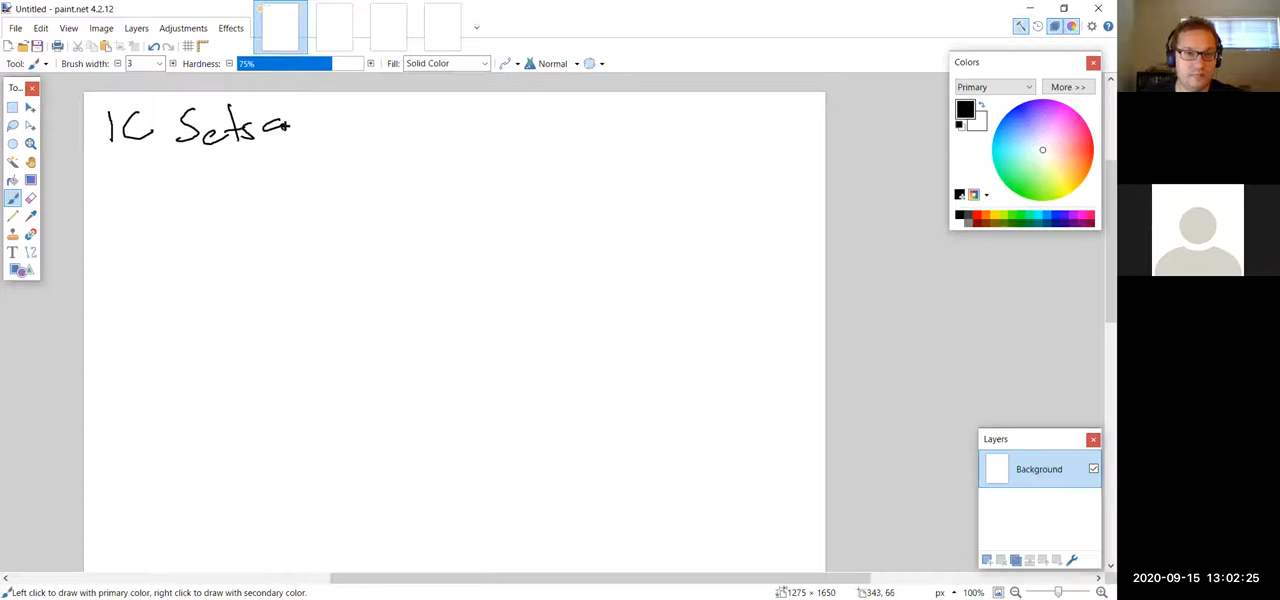 Untitled - paint.net 4.2.12
File Edit View Image Layers Adjustments Effects
Tool: Brush width: 3 Hardness: 75% Fill: Solid Color Normal
To...
Colors
Primary More >>
1C Sets a
Layers
Background
2020-09-15 13:02:25
Left click to draw with primary color, right click to draw with secondary color. 1275 × 1650 343, 66 px 100%